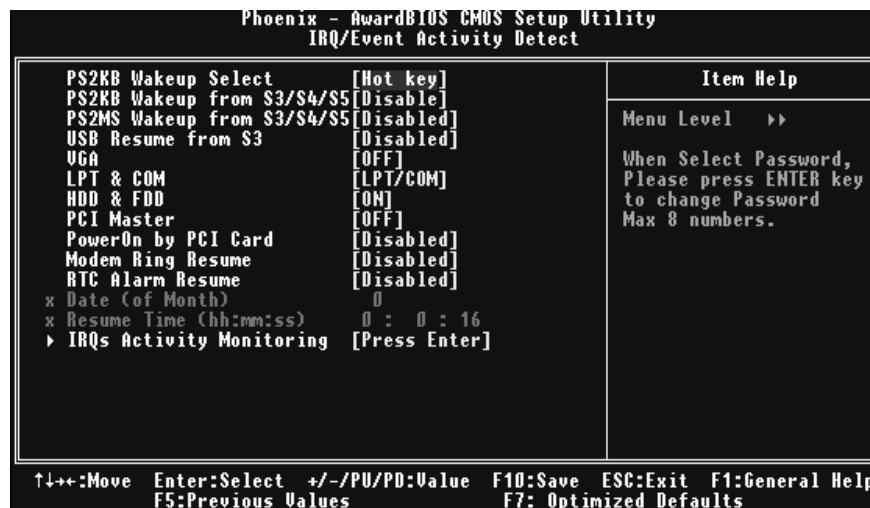 Phoenix - AwardBIOS CMOS Setup Utility
IRQ/Event Activity Detect
PS2KB Wakeup Select [Hot key]
PS2KB Wakeup from S3/S4/S5[Disable]
PS2MS Wakeup from S3/S4/S5[Disabled]
USB Resume from S3 [Disabled]
VGA [OFF]
LPT & COM [LPT/COM]
HDD & FDD [ON]
PCI Master [OFF]
PowerOn by PCI Card [Disabled]
Modem Ring Resume [Disabled]
RTC Alarm Resume [Disabled]
x Date (of Month) 0
x Resume Time (hh:mm:ss) 0 : 0 : 16
▸ IRQs Activity Monitoring [Press Enter]
Item Help
Menu Level ▸▸
When Select Password,
Please press ENTER key
to change Password
Max 8 numbers.
↑↓→←:Move Enter:Select +/-/PU/PD:Value F10:Save ESC:Exit F1:General Help
F5:Previous Values F7: Optimized Defaults